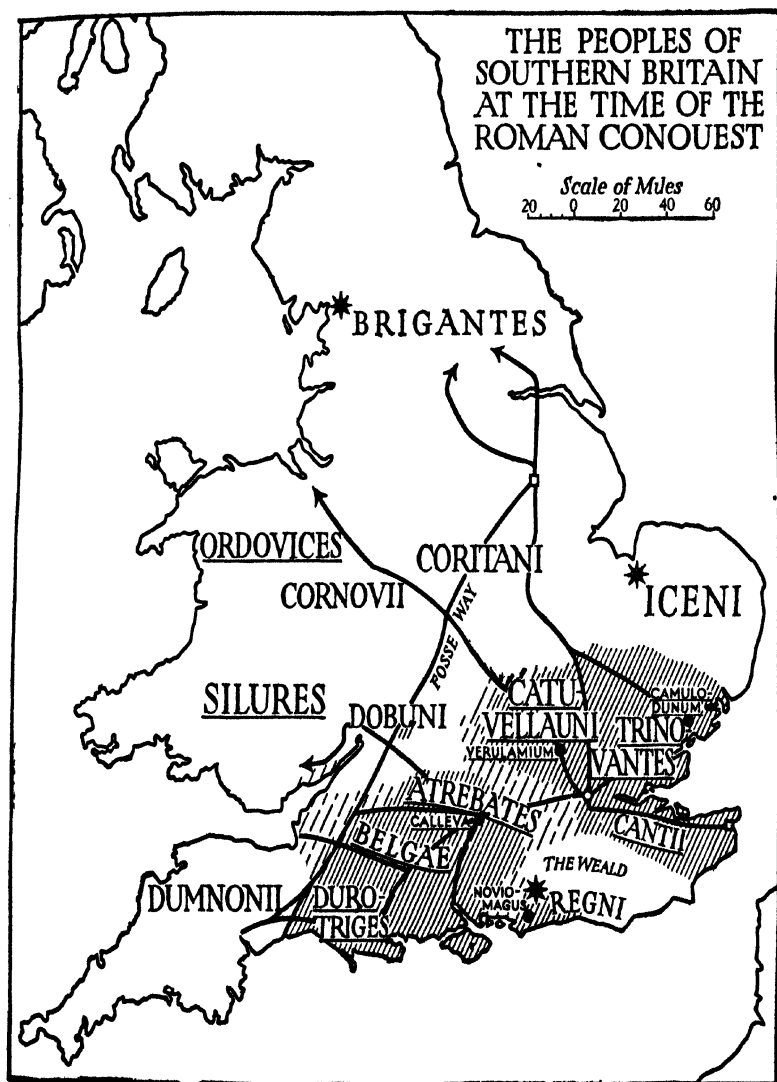 THE PEOPLES OF
SOUTHERN BRITAIN
AT THE TIME OF THE
ROMAN CONQUEST
Scale of Miles
20 0 20 40 60
BRIGANTES
ORDOVICES
CORITANI
CORNOVII
ICENI
FOSSE WAY
SILURES
DOBUNI
CATU-
VELLAUNI
VERULAMIUM
CAMULO-
DUNUM
TRINO
VANTES
ATREBATES
CALLEVA
BELGAE
CANTII
THE WEALD
DUMNONII
DURO-
TRIGES
NOVIO-
MAGUS
REGNI